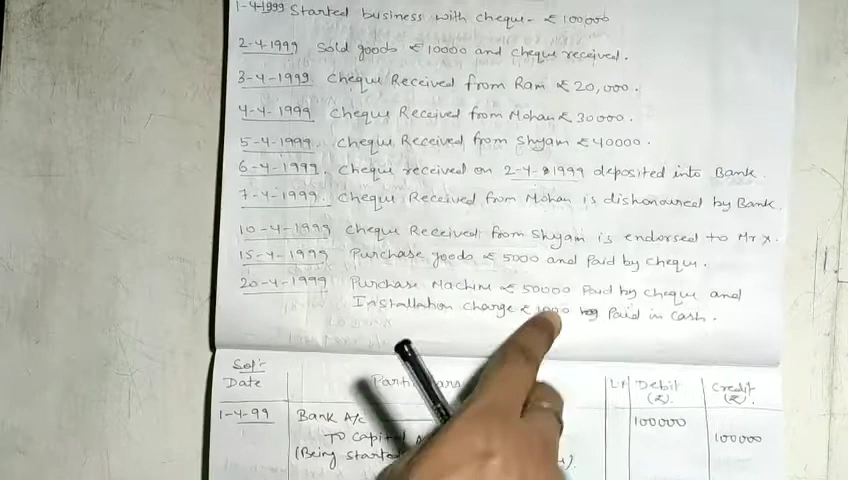 1-4-1999 Started business with cheque - ₹ 100,000
2-4-1999 Sold goods ₹ 10000 and cheque received.
3-4-1999 Cheque Received from Ram ₹ 20,000.
4-4-1999 Cheque Received from Mohan ₹ 30000.
5-4-1999. Cheque Received from Shyam ₹ 40000.
6-4-1999. Cheque received on 2-4-1999 deposited into Bank.
7-4-1999. Cheque Received from Mohan is dishonoured by Bank.
10-4-1999 Cheque Received from Shyam is endorsed to Mr X.
15-4-1999 Purchase goods ₹ 5000 and Paid by cheque.
20-4-1999 Purchase Machine ₹ 50000 Paid by cheque and
Installation charge ₹ 1000 Paid in cash.
Sol:
Date Particulars L.F Debit (₹) Credit (₹)
1-4-99 Bank A/c 100000
To Capital 100000
(Being Started